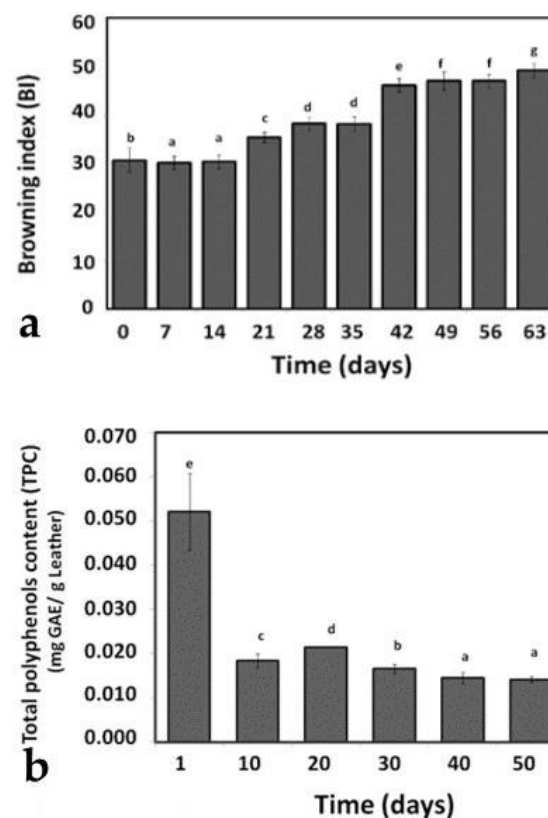 60
50
40
30
20
10
0
Browning index (BI)
b a a c d d e f f g
0 7 14 21 28 35 42 49 56 63
Time (days)
a
0.070
0.060
0.050
0.040
0.030
0.020
0.010
0.000
Total polyphenols content (TPC)
(mg GAE/ g Leather)
e c d b a a
1 10 20 30 40 50
Time (days)
b